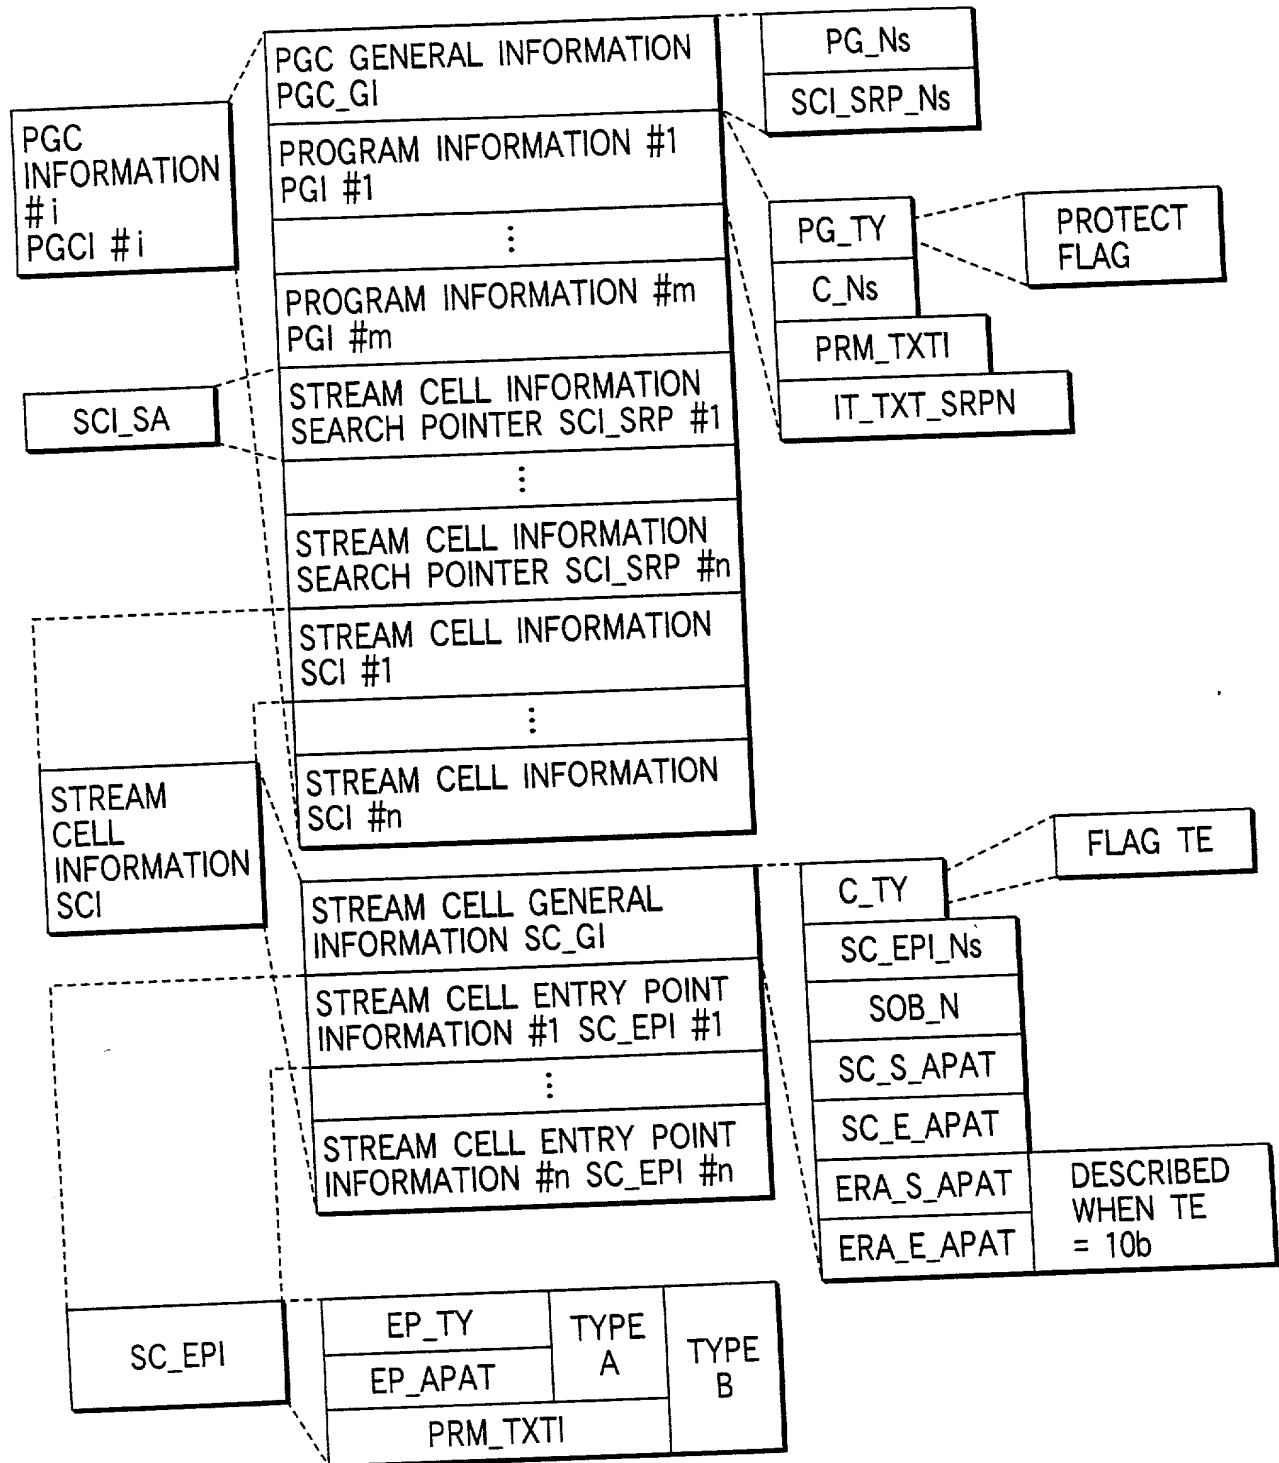 PGC GENERAL INFORMATION
PGC_GI
PG_Ns
SCI_SRP_Ns
PGC
INFORMATION
#i
PGCI #i
PROGRAM INFORMATION #1
PGI #1
⋮
PROGRAM INFORMATION #m
PGI #m
PG_TY
C_Ns
PRM_TXTI
IT_TXT_SRPN
PROTECT
FLAG
SCI_SA
STREAM CELL INFORMATION
SEARCH POINTER SCI_SRP #1
⋮
STREAM CELL INFORMATION
SEARCH POINTER SCI_SRP #n
STREAM CELL INFORMATION
SCI #1
⋮
STREAM CELL INFORMATION
SCI #n
STREAM
CELL
INFORMATION
SCI
STREAM CELL GENERAL
INFORMATION SC_GI
STREAM CELL ENTRY POINT
INFORMATION #1 SC_EPI #1
⋮
STREAM CELL ENTRY POINT
INFORMATION #n SC_EPI #n
C_TY
FLAG TE
SC_EPI_Ns
SOB_N
SC_S_APAT
SC_E_APAT
ERA_S_APAT
ERA_E_APAT
DESCRIBED
WHEN TE
= 10b
SC_EPI
EP_TY
EP_APAT
PRM_TXTI
TYPE
A
TYPE
B